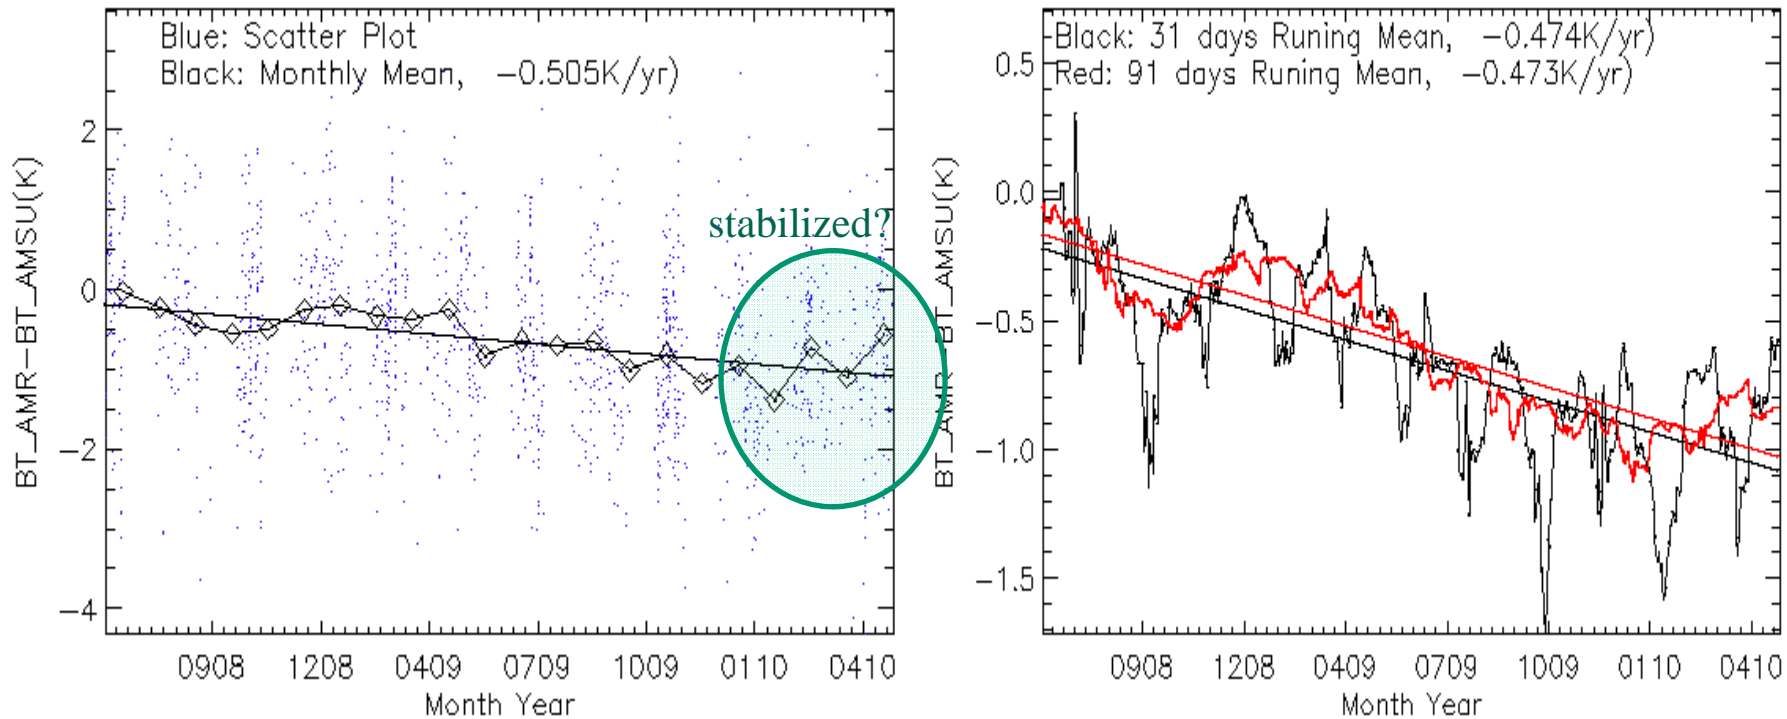 Blue: Scatter Plot
Black: Monthly Mean, -0.505K/yr)
BT_AMR-BT_AMSU(K)
2
0
-2
-4
stabilized?
0908 1208 0409 0709 1009 0110 0410
Month Year
Black: 31 days Runing Mean, -0.474K/yr)
Red: 91 days Runing Mean, -0.473K/yr)
BT_AMR-BT_AMSU(K)
0.5
0.0
-0.5
-1.0
-1.5
0908 1208 0409 0709 1009 0110 0410
Month Year